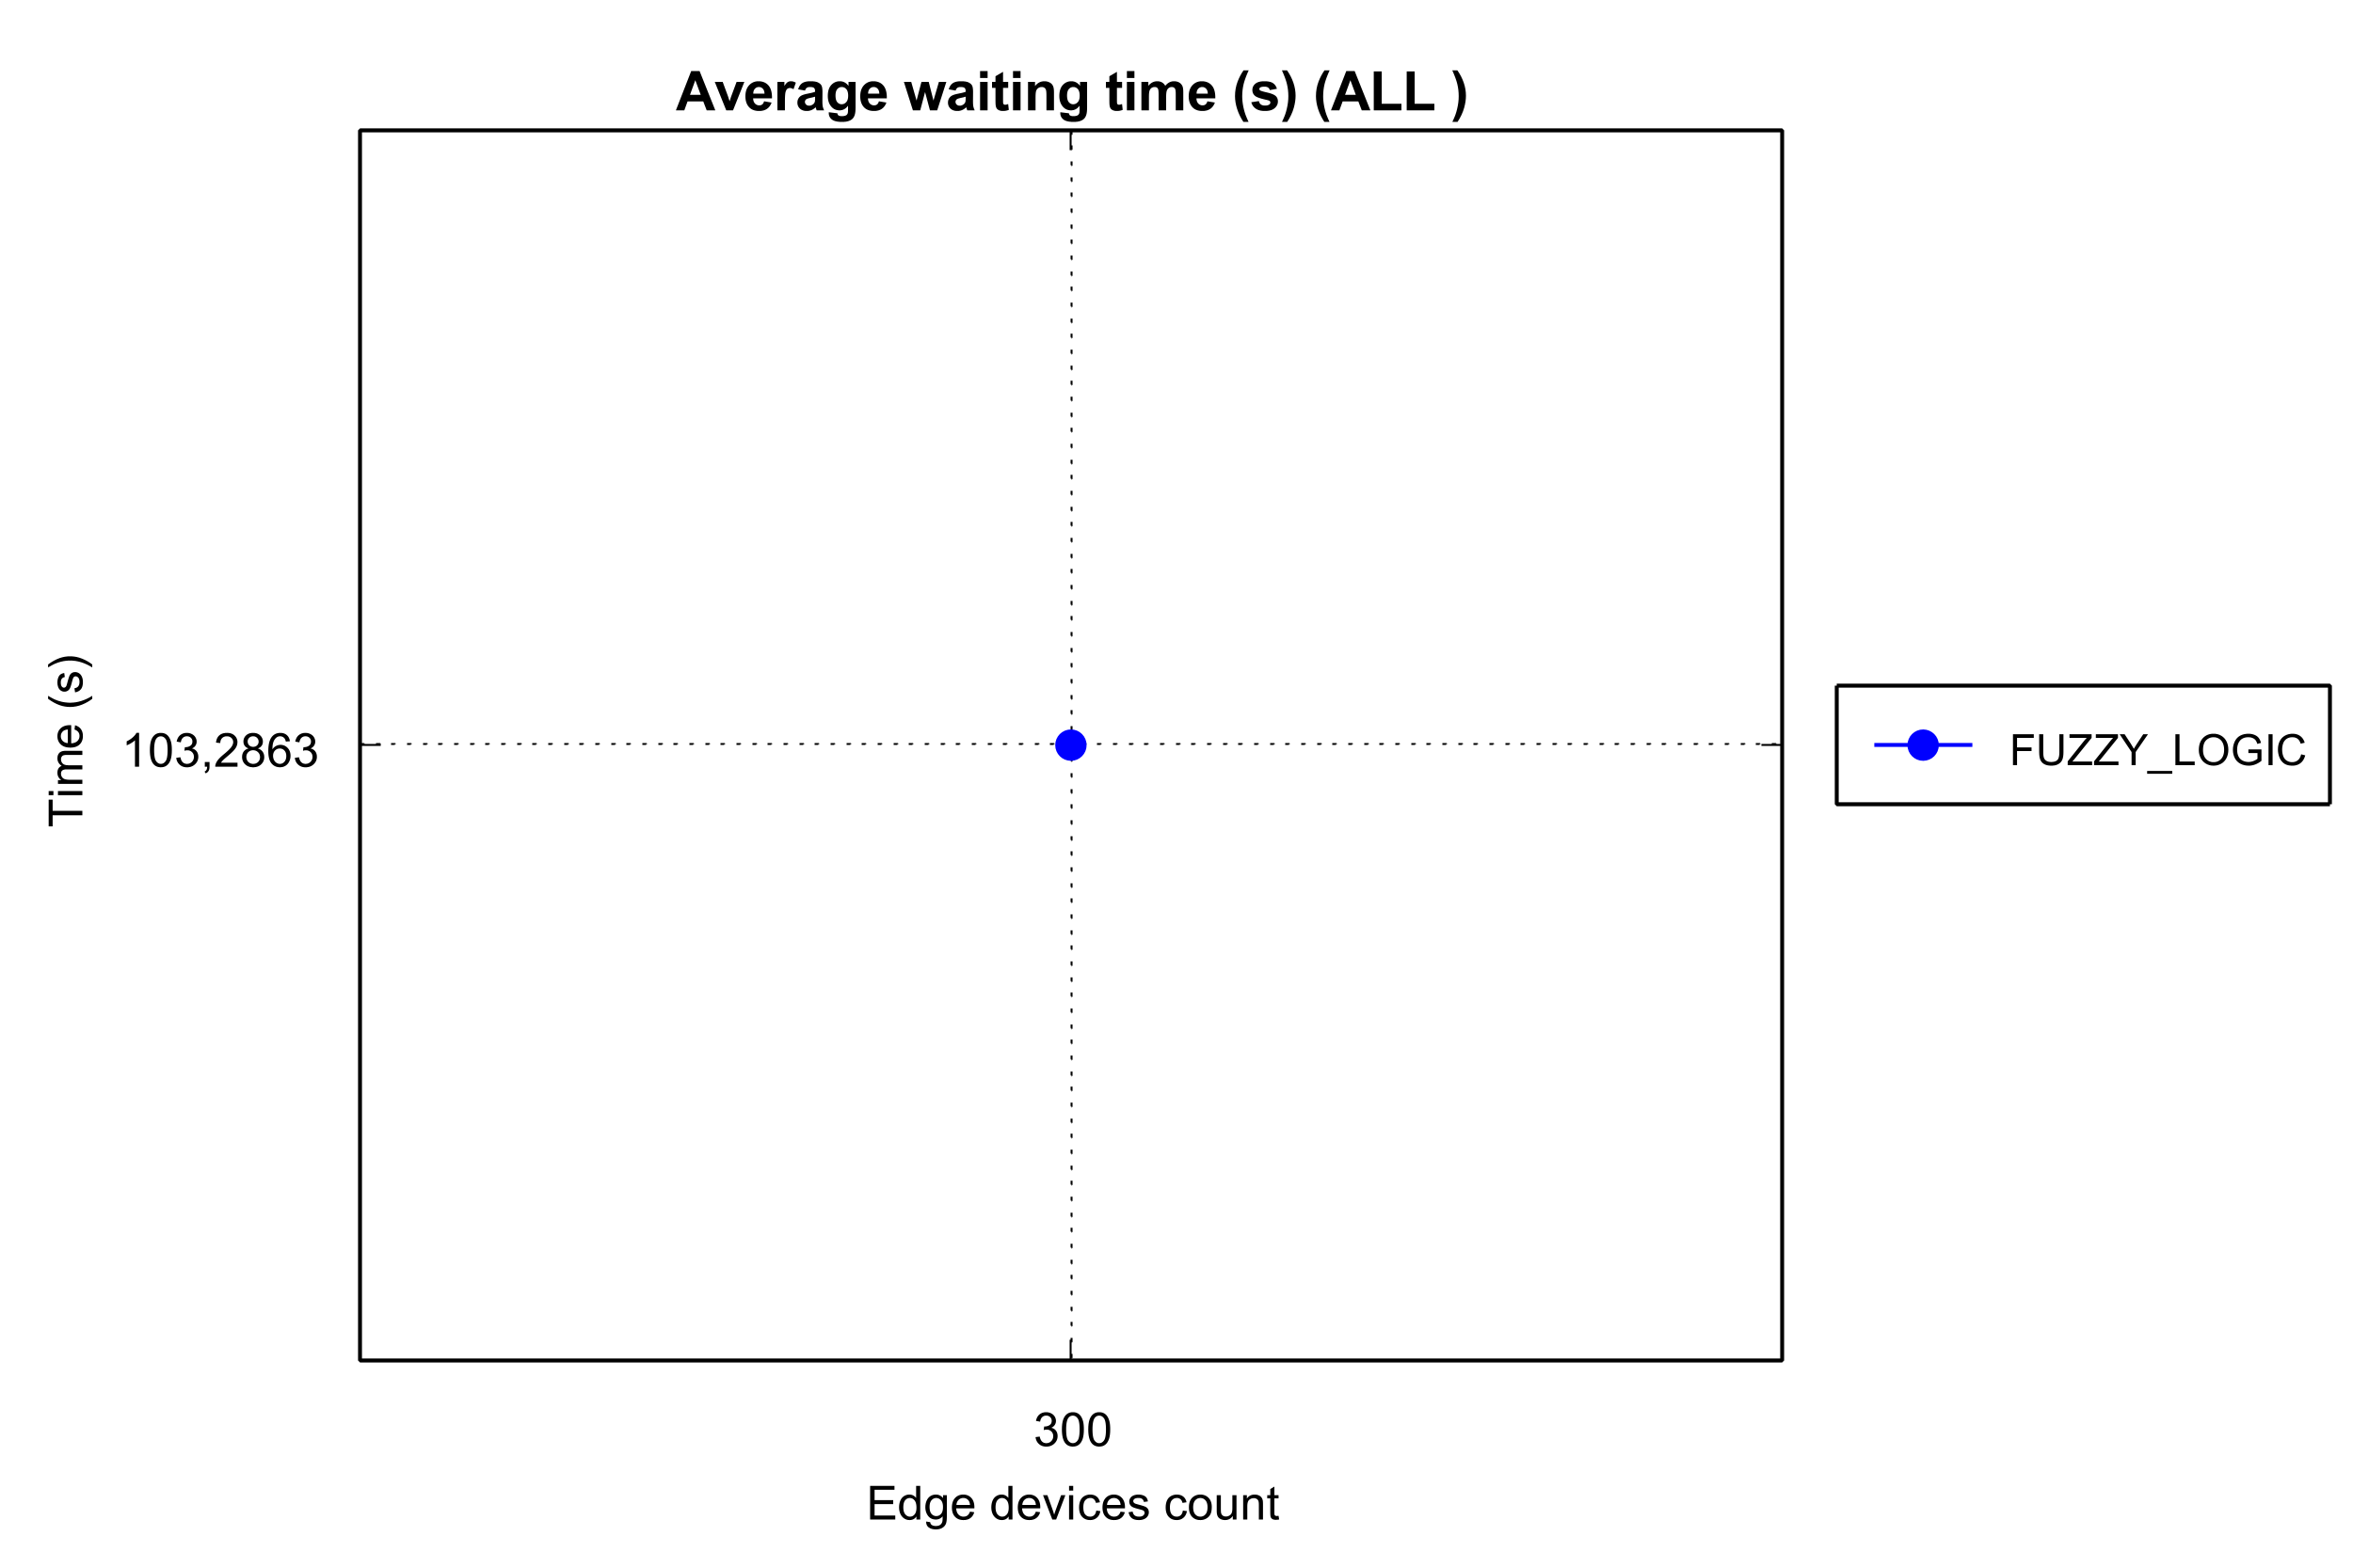 Average waiting time (s) (ALL )
Time (s)
103,2863
FUZZY_LOGIC
300
Edge devices count